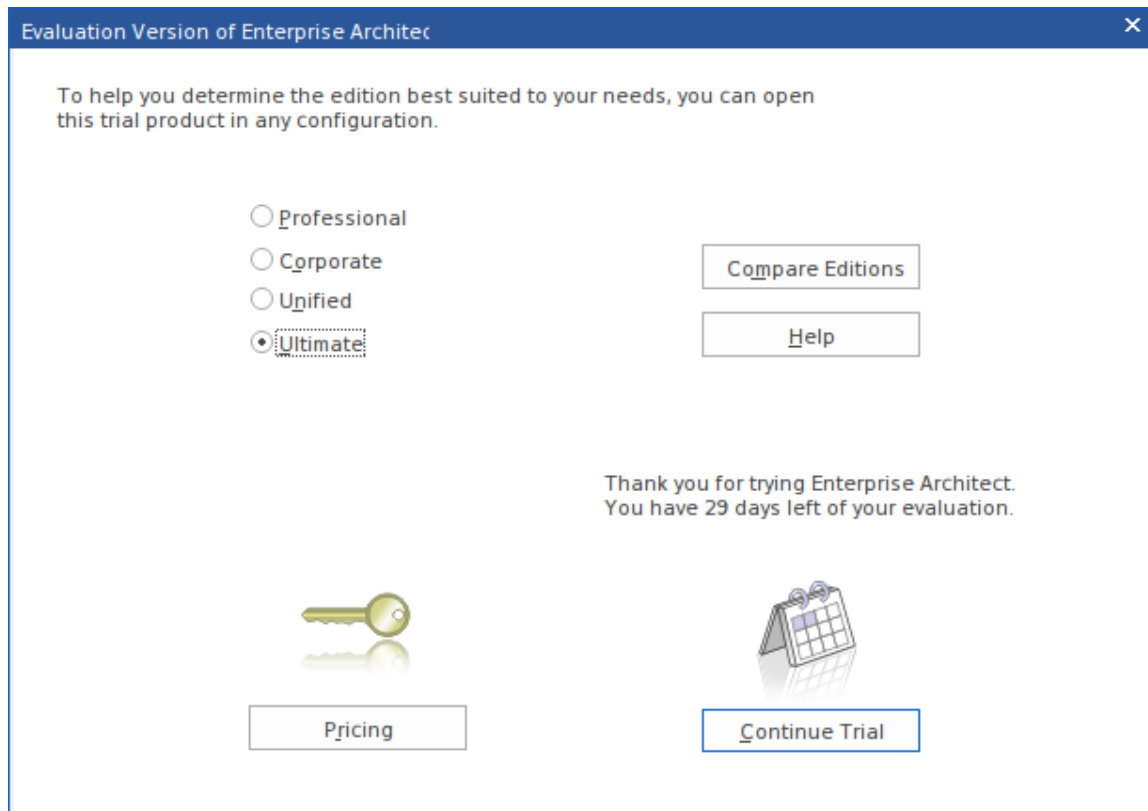 Evaluation Version of Enterprise Architec
To help you determine the edition best suited to your needs, you can open
this trial product in any configuration.
Professional
Corporate
Unified
Ultimate
Compare Editions
Help
Thank you for trying Enterprise Architect.
You have 29 days left of your evaluation.
Pricing
Continue Trial